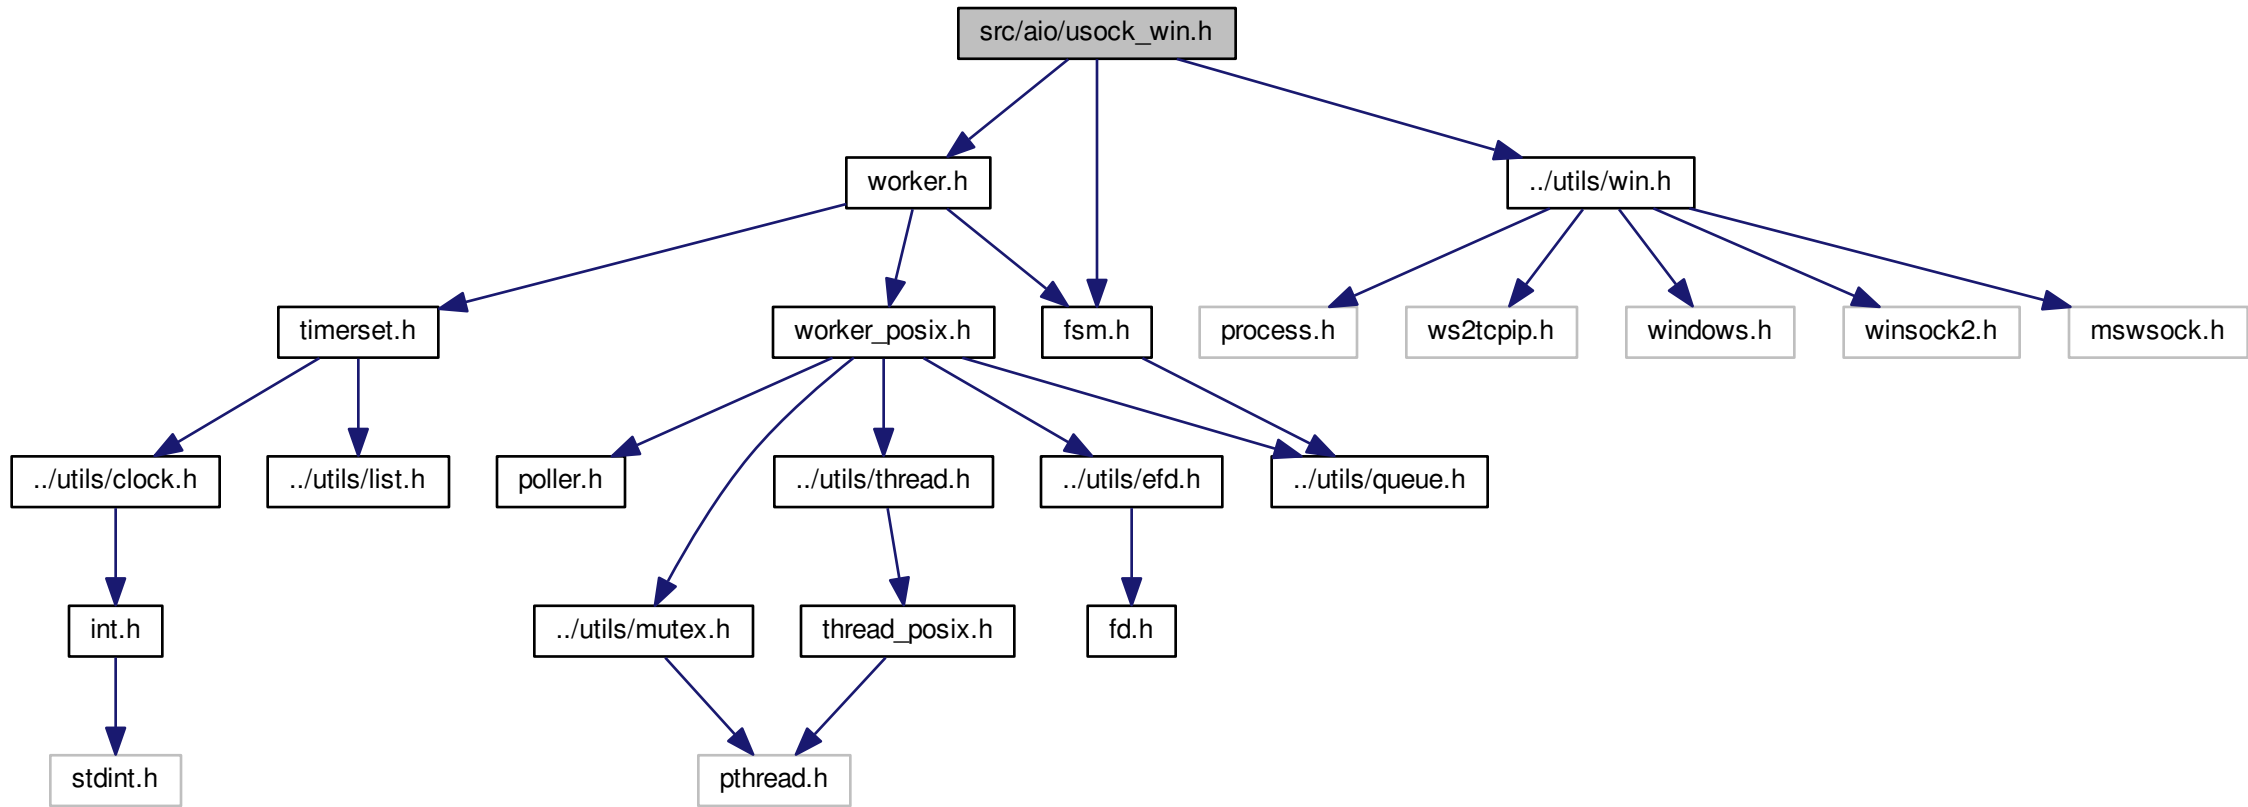 src/aio/usock_win.h
worker.h
../utils/win.h
timerset.h
worker_posix.h
fsm.h
process.h
ws2tcpip.h
windows.h
winsock2.h
mswsock.h
../utils/clock.h
../utils/list.h
poller.h
../utils/thread.h
../utils/efd.h
../utils/queue.h
int.h
../utils/mutex.h
thread_posix.h
fd.h
stdint.h
pthread.h